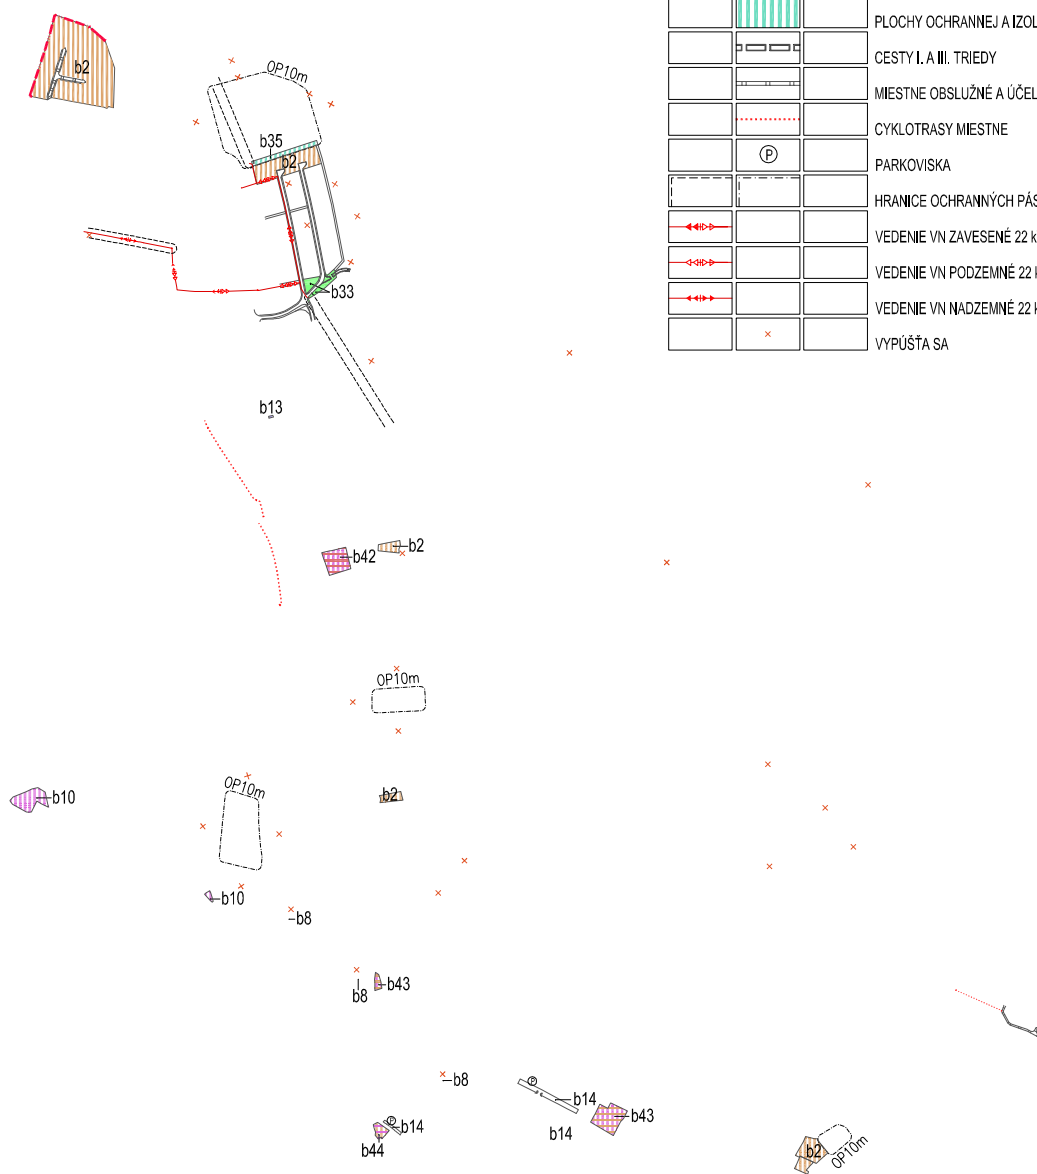 PLOCHY OCHRANNEJ A IZOL
CESTY I. A III. TRIEDY
MIESTNE OBSLUŽNÉ A ÚČEL
CYKLOTRASY MIESTNE
P
PARKOVISKA
HRANICE OCHRANNÝCH PÁS
VEDENIE VN ZAVESENÉ 22 k
VEDENIE VN PODZEMNÉ 22 k
VEDENIE VN NADZEMNÉ 22 k
VYPÚŠŤA SA
b2
OP10m
b35
b2
b33
b13
b42
b2
OP10m
b10
OP10m
b2
b10
b8
b8
b43
b8
P
b14
b43
b14
P
b14
b44
b2
OP10m